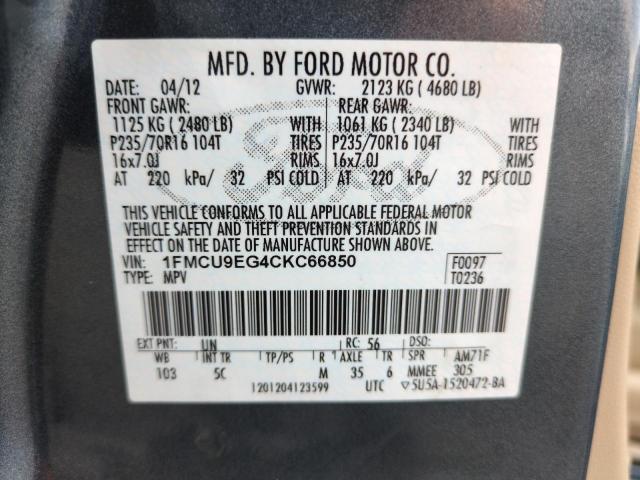 MFD. BY FORD MOTOR CO.
DATE: 04/12 GVWR: 2123 KG ( 4680 LB)
FRONT GAWR: REAR GAWR:
1125 KG ( 2480 LB) WITH 1061 KG ( 2340 LB) WITH
P235/70R16 104T TIRES P235/70R16 104T TIRES
16x7.0J RIMS 16x7.0J RIMS
AT 220 kPa/ 32 PSI COLD AT 220 kPa/ 32 PSI COLD
Ford
THIS VEHICLE CONFORMS TO ALL APPLICABLE FEDERAL MOTOR
VEHICLE SAFETY AND THEFT PREVENTION STANDARDS IN
EFFECT ON THE DATE OF MANUFACTURE SHOWN ABOVE.
VIN: 1FMCU9EG4CKC66850 F0097
TYPE: MPV T0236
EXT PNT: UN RC: 56 DSO:
WB INT TR TP/PS R AXLE TR SPR AM71F
103 5C M 35 6 MMEE 305
1201204123599 UTC ▽5U5A-1520472-BA